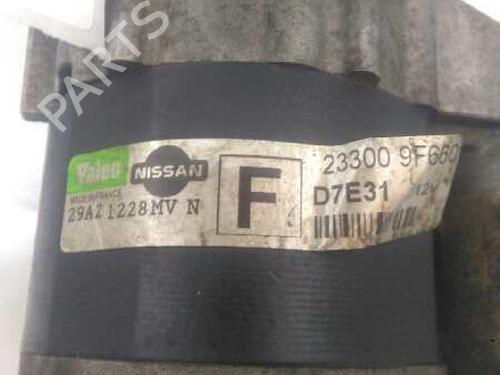 Valeo
NISSAN
MADE IN FRANCE
29A21228MV N
F
23300 9F660
D7E31 12V
B-PARTS